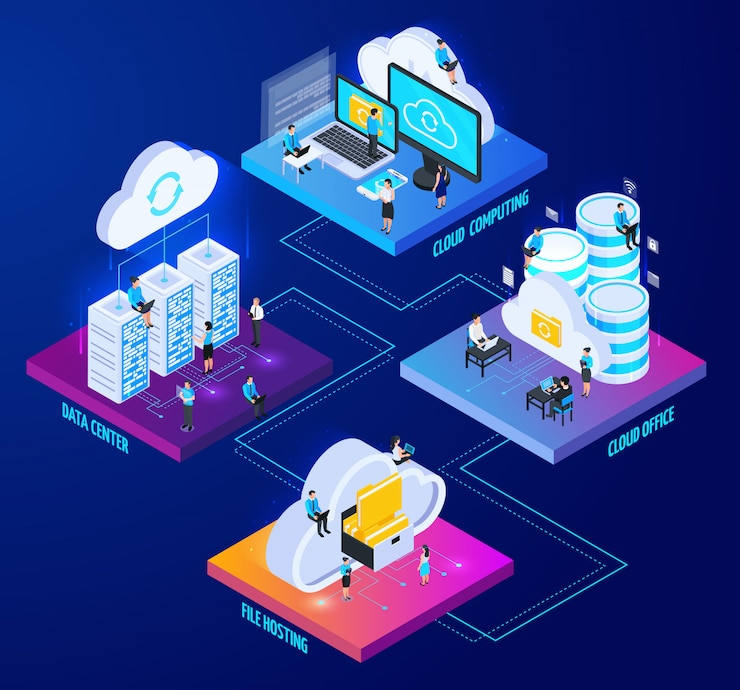 CLOUD COMPUTING
DATA CENTER
CLOUD OFFICE
FILE HOSTING